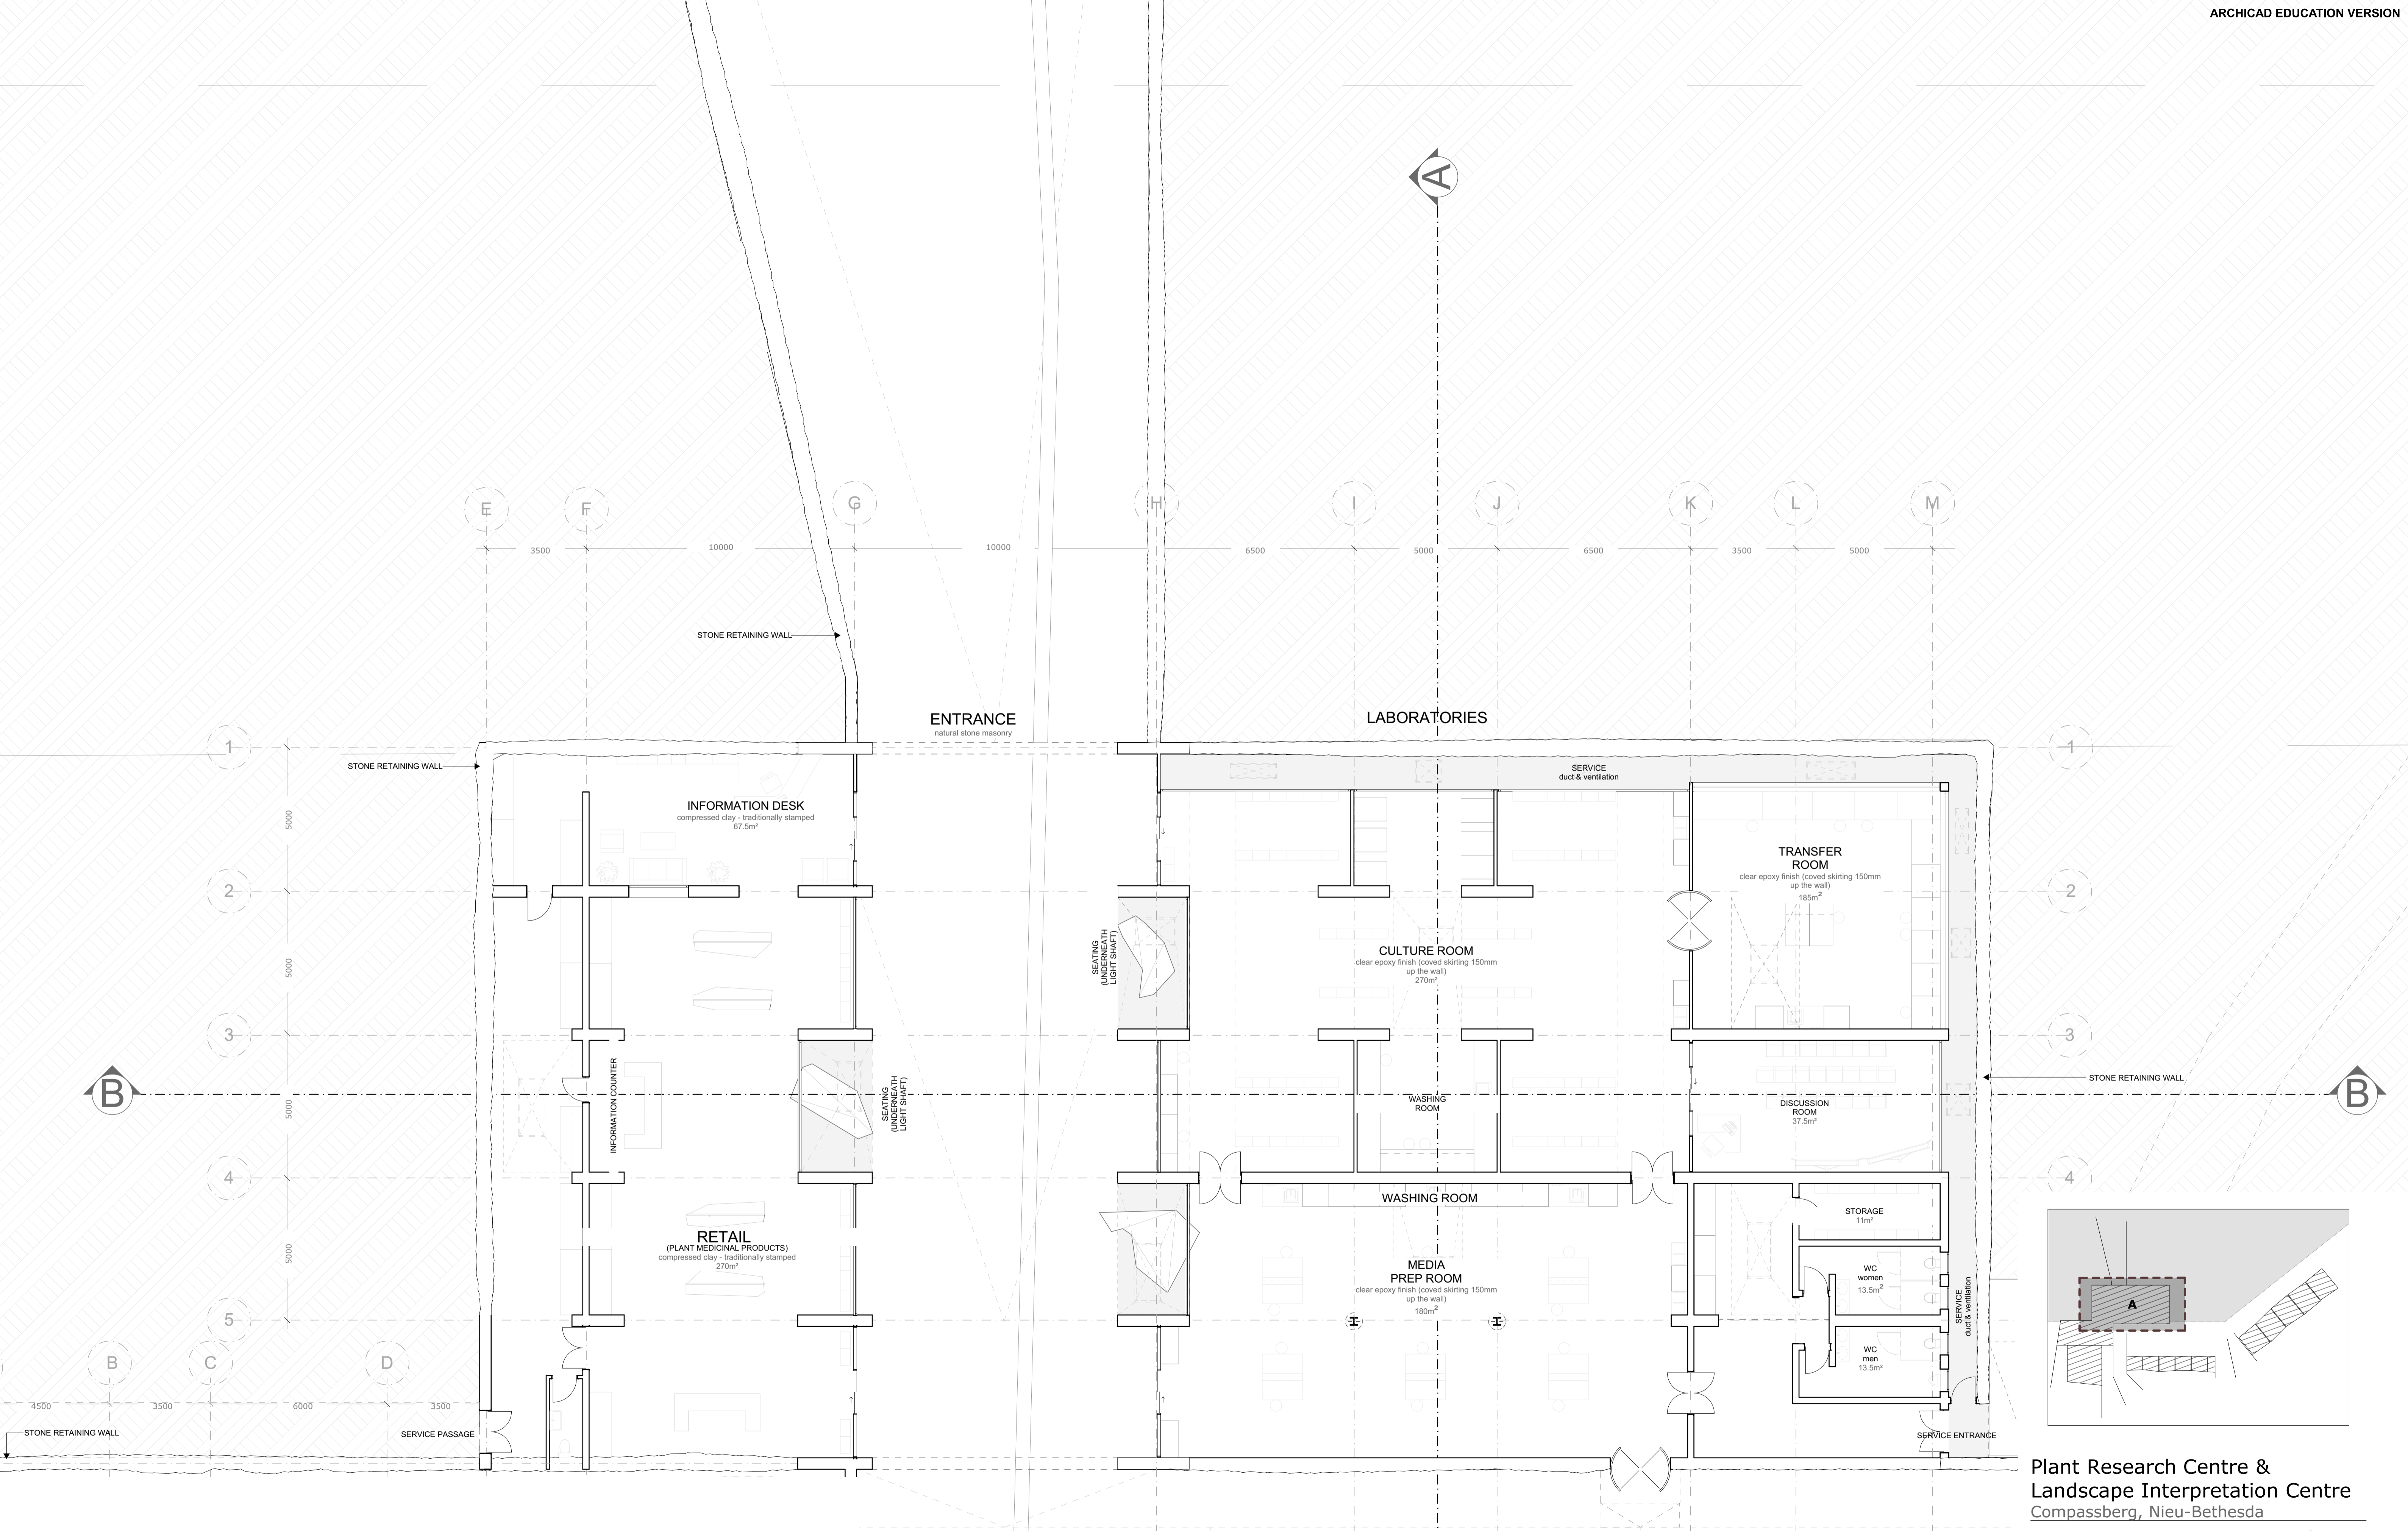 ARCHICAD EDUCATION VERSION
A
E
F
G
H
I
J
K
L
M
3500
10000
10000
6500
5000
6500
3500
5000
STONE RETAINING WALL
ENTRANCE
natural stone masonry
LABORATORIES
1
1
STONE RETAINING WALL
SERVICE
duct & ventilation
INFORMATION DESK
compressed clay - traditionally stamped
67.5m²
5000
TRANSFER
ROOM
clear epoxy finish (coved skirting 150mm
up the wall)
185m²
2
2
SEATING
(UNDERNEATH
LIGHT SHAFT)
CULTURE ROOM
clear epoxy finish (coved skirting 150mm
up the wall)
270m²
5000
3
3
B
INFORMATION COUNTER
SEATING
(UNDERNEATH
LIGHT SHAFT)
WASHING
ROOM
DISCUSSION
ROOM
37.5m²
STONE RETAINING WALL
B
5000
4
4
WASHING ROOM
STORAGE
11m²
RETAIL
(PLANT MEDICINAL PRODUCTS)
compressed clay - traditionally stamped
270m²
5000
MEDIA
PREP ROOM
clear epoxy finish (coved skirting 150mm
up the wall)
180m²
WC
women
13.5m²
SERVICE
duct & ventilation
A
5
WC
men
13.5m²
B
C
D
4500
3500
6000
3500
STONE RETAINING WALL
SERVICE PASSAGE
SERVICE ENTRANCE
Plant Research Centre &
Landscape Interpretation Centre
Compassberg, Nieu-Bethesda